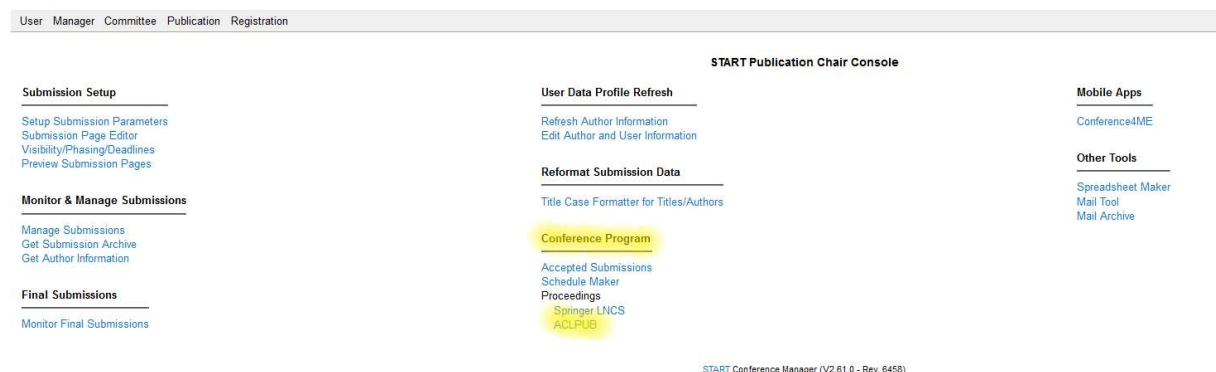 User Manager Committee Publication Registration
START Publication Chair Console
Submission Setup
Setup Submission Parameters
Submission Page Editor
Visibility/Phasing/Deadlines
Preview Submission Pages
Monitor & Manage Submissions
Manage Submissions
Get Submission Archive
Get Author Information
Final Submissions
Monitor Final Submissions
User Data Profile Refresh
Refresh Author Information
Edit Author and User Information
Reformat Submission Data
Title Case Formatter for Titles/Authors
Conference Program
Accepted Submissions
Schedule Maker
Proceedings
Springer LNCS
ACLPUB
Mobile Apps
Conference4ME
Other Tools
Spreadsheet Maker
Mail Tool
Mail Archive
START Conference Manager (V2.61.0 - Rev. 6458)